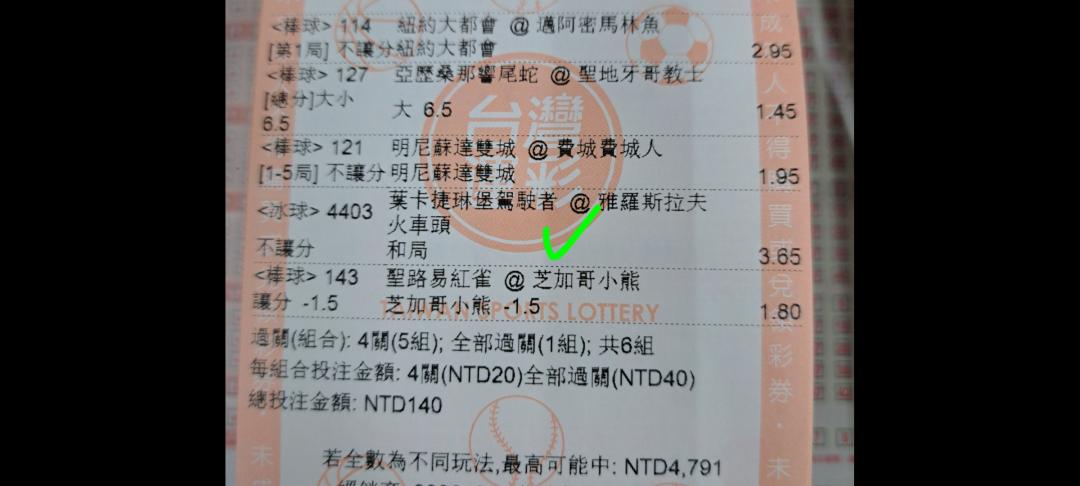 <棒球> 114 紐約大都會 @ 邁阿密馬林魚
[第1局] 不讓分 紐約大都會 2.95
<棒球> 127 亞歷桑那響尾蛇 @ 聖地牙哥教士
[總分]大小 6.5 大 6.5 1.45
<棒球> 121 明尼蘇達雙城 @ 費城費城人
[1-5局] 不讓分 明尼蘇達雙城 1.95
<冰球> 4403 葉卡捷琳堡駕駛者 @ 雅羅斯拉夫
火車頭
不讓分 和局 3.65
<棒球> 143 聖路易紅雀 @ 芝加哥小熊
讓分 -1.5 芝加哥小熊 -1.5 1.80
過關(組合): 4關(5組); 全部過關(1組); 共6組
每組合投注金額: 4關(NTD20)全部過關(NTD40)
總投注金額: NTD140
若全數為不同玩法,最高可能中: NTD4,791
台灣
SPORTS LOTTERY